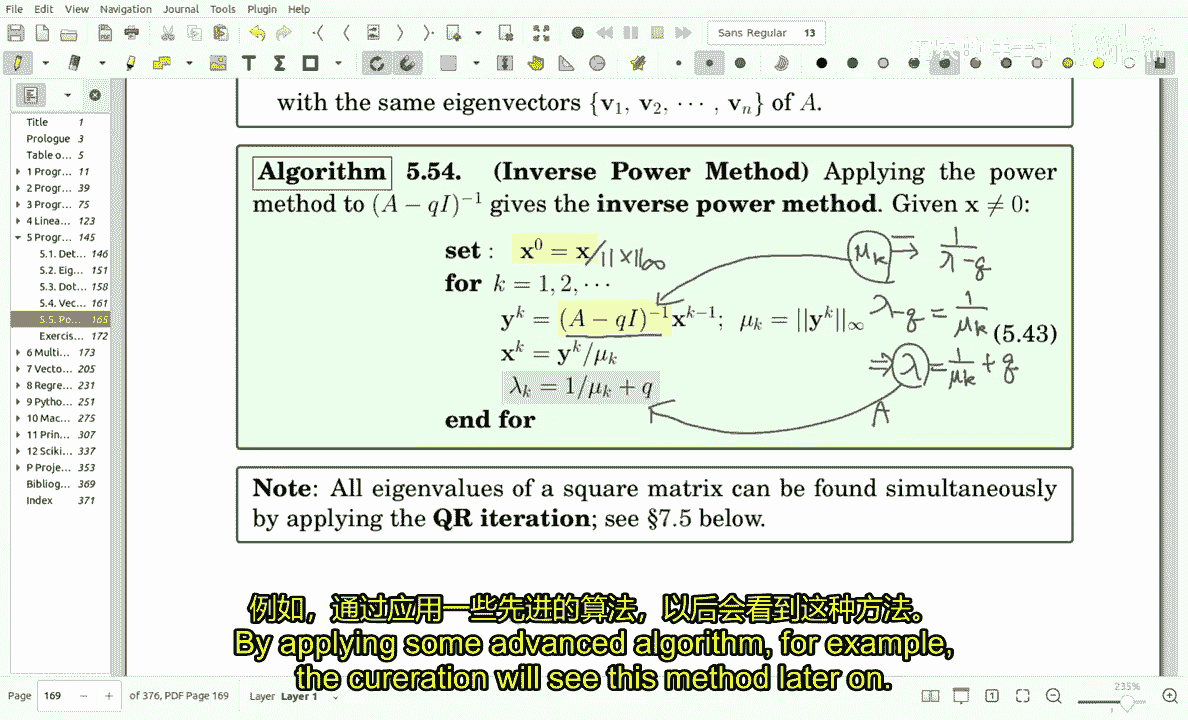 File Edit View Navigation Journal Tools Plugin Help
Sans Regular 13
Title 1
Prologue 3
Table o... 5
1 Progr... 11
2 Progr... 39
3 Progr... 75
4 Linea... 123
5 Progr... 145
5.1. Det... 146
5.2. Eig... 151
5.3. Dot... 158
5.4. Vec... 161
5.5. Po... 165
Exercis... 172
6 Multi... 173
7 Vecto... 205
8 Regre... 231
9 Pytho... 251
10 Mac... 275
11 Prin... 307
12 Sciki... 337
P Proje... 353
Bibliog... 369
Index 371
with the same eigenvectors {v₁, v₂, ⋯ , vₙ} of A.
Algorithm 5.54. (Inverse Power Method) Applying the power
method to (A − qI)⁻¹ gives the inverse power method. Given x ≠ 0:
set : x⁰ = x/||x||∞
μₖ ⇒ 1/(λ−q)
for k = 1, 2, ⋯
yᵏ = (A − qI)⁻¹xᵏ⁻¹; μₖ = ||yᵏ||∞ λ−q = 1/μₖ (5.43)
xᵏ = yᵏ/μₖ ⇒ λ = 1/μₖ + q
λₖ = 1/μₖ + q A
end for
Note: All eigenvalues of a square matrix can be found simultaneously
by applying the QR iteration; see §7.5 below.
例如，通过应用一些先进的算法，以后会看到这种方法。
By applying some advanced algorithm, for example,
the cureration will see this method later on.
Page 169 of 376, PDF Page 169 Layer Layer 1 235%